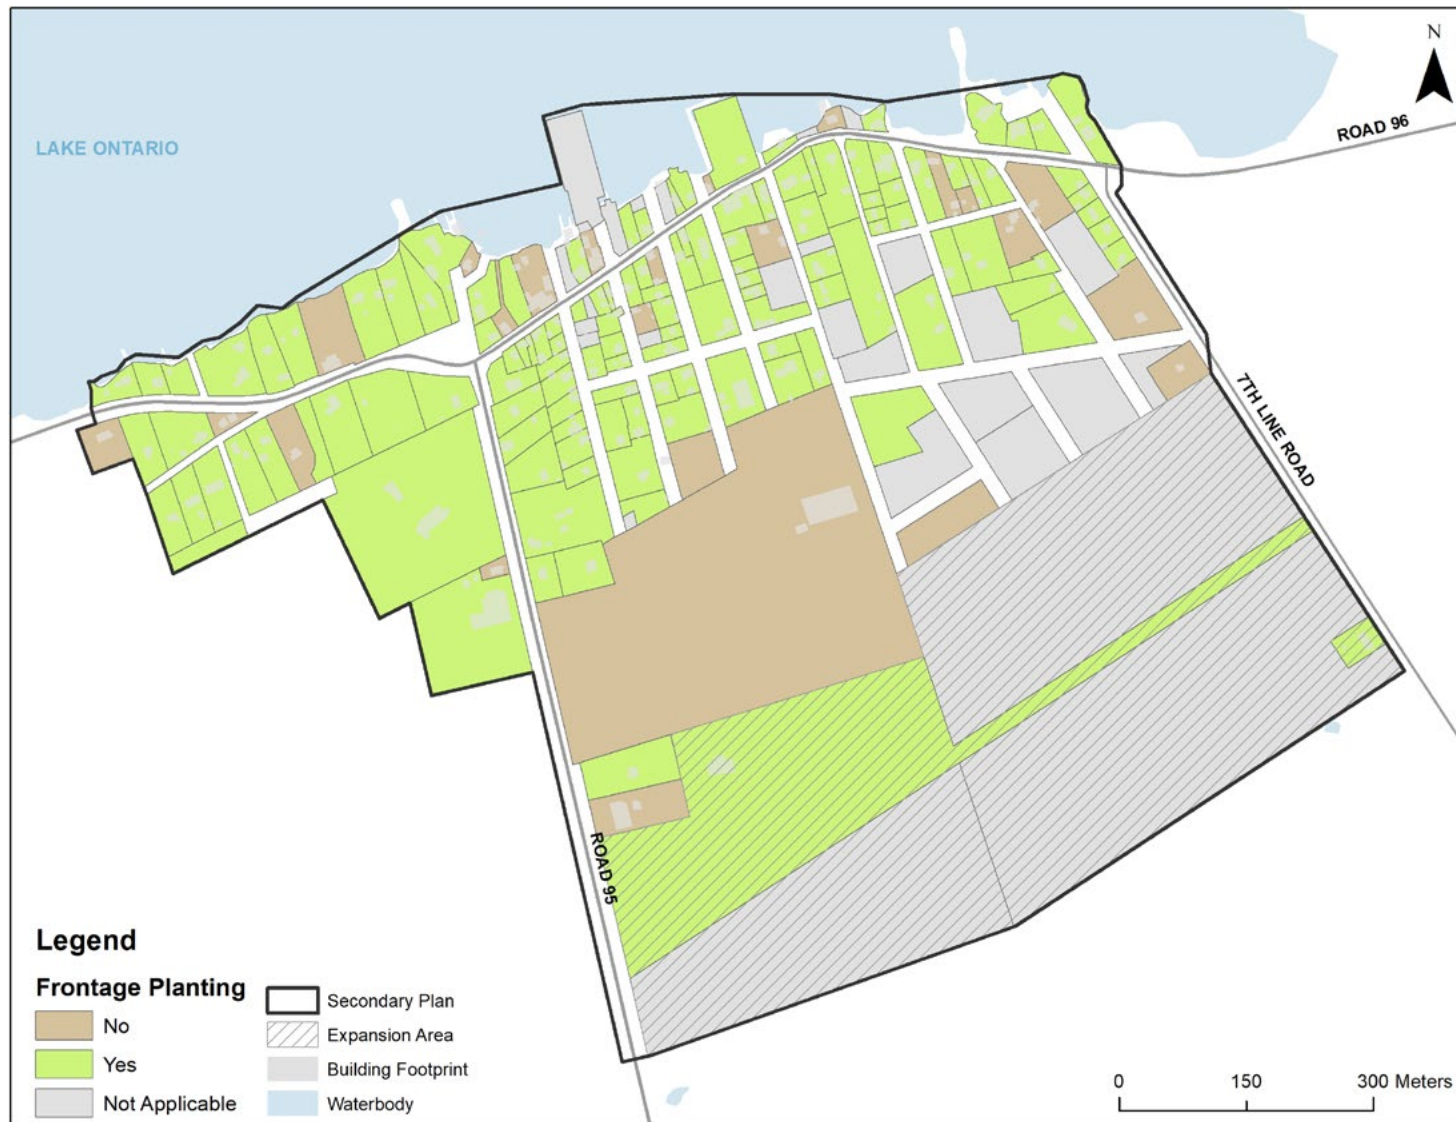 N
ROAD 96
LAKE ONTARIO
7TH LINE ROAD
ROAD 95
Legend
Frontage Planting
No
Yes
Not Applicable
Secondary Plan
Expansion Area
Building Footprint
Waterbody
0 150 300 Meters